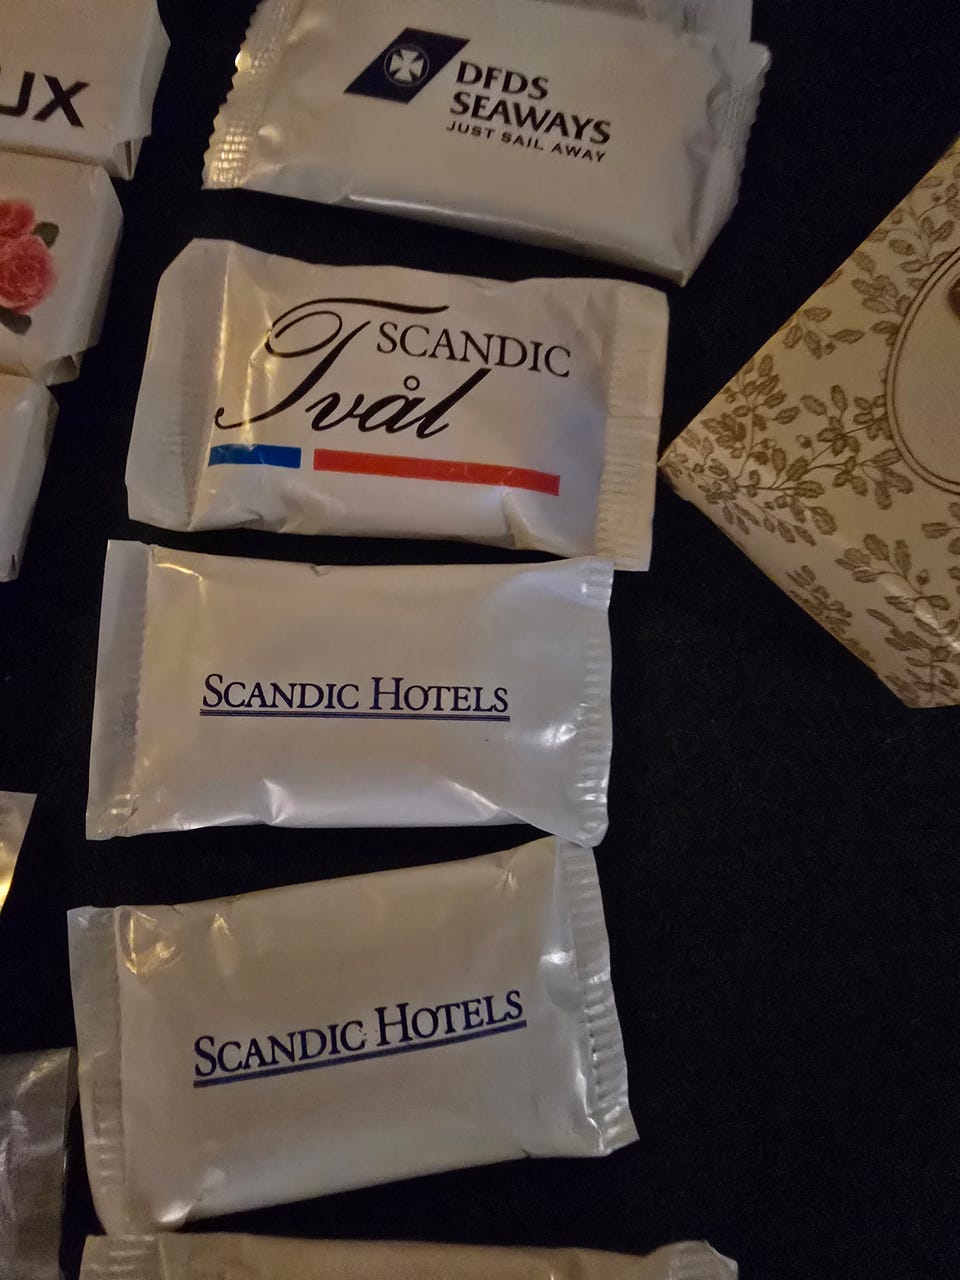 UX
DFDS
SEAWAYS
JUST SAIL AWAY
SCANDIC
Tvål
SCANDIC HOTELS
SCANDIC HOTELS